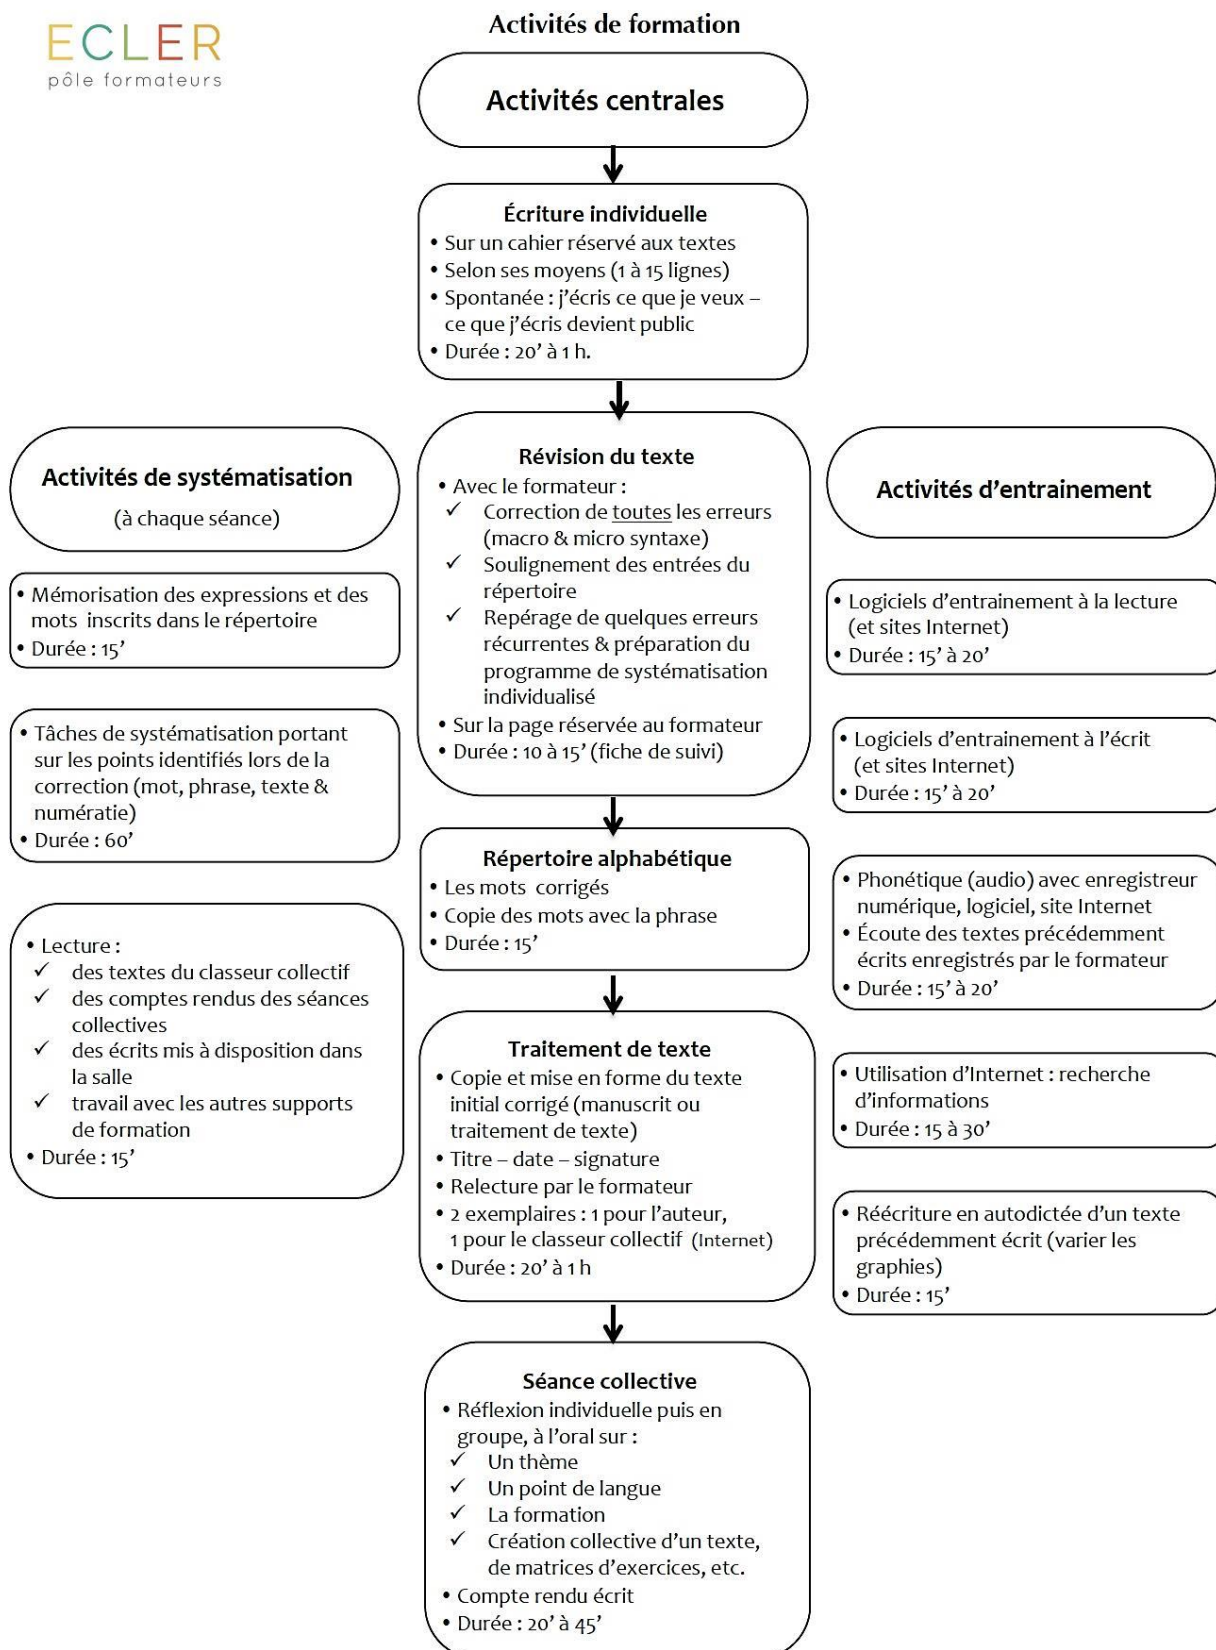 ECLER
pôle formateurs
Activités de formation
Activités centrales
Écriture individuelle
• Sur un cahier réservé aux textes
• Selon ses moyens (1 à 15 lignes)
• Spontanée : j’écris ce que je veux –
ce que j’écris devient public
• Durée : 20’ à 1 h.
Révision du texte
• Avec le formateur :
✓ Correction de toutes les erreurs
(macro & micro syntaxe)
✓ Soulignement des entrées du
répertoire
✓ Repérage de quelques erreurs
récurrentes & préparation du
programme de systématisation
individualisé
• Sur la page réservée au formateur
• Durée : 10 à 15’ (fiche de suivi)
Répertoire alphabétique
• Les mots corrigés
• Copie des mots avec la phrase
• Durée : 15’
Traitement de texte
• Copie et mise en forme du texte
initial corrigé (manuscrit ou
traitement de texte)
• Titre – date – signature
• Relecture par le formateur
• 2 exemplaires : 1 pour l’auteur,
1 pour le classeur collectif (Internet)
• Durée : 20’ à 1 h
Séance collective
• Réflexion individuelle puis en
groupe, à l’oral sur :
✓ Un thème
✓ Un point de langue
✓ La formation
✓ Création collective d’un texte,
de matrices d’exercices, etc.
• Compte rendu écrit
• Durée : 20’ à 45’
Activités de systématisation
(à chaque séance)
• Mémorisation des expressions et des
mots inscrits dans le répertoire
• Durée : 15’
• Tâches de systématisation portant
sur les points identifiés lors de la
correction (mot, phrase, texte &
numératie)
• Durée : 60’
• Lecture :
✓ des textes du classeur collectif
✓ des comptes rendus des séances
collectives
✓ des écrits mis à disposition dans
la salle
✓ travail avec les autres supports
de formation
• Durée : 15’
Activités d’entrainement
• Logiciels d’entrainement à la lecture
(et sites Internet)
• Durée : 15’ à 20’
• Logiciels d’entrainement à l’écrit
(et sites Internet)
• Durée : 15’ à 20’
• Phonétique (audio) avec enregistreur
numérique, logiciel, site Internet
• Écoute des textes précédemment
écrits enregistrés par le formateur
• Durée : 15’ à 20’
• Utilisation d’Internet : recherche
d’informations
• Durée : 15 à 30’
• Réécriture en autodictée d’un texte
précédemment écrit (varier les
graphies)
• Durée : 15’